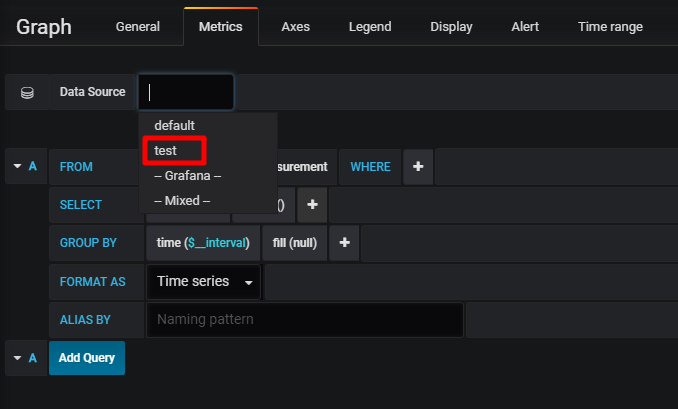 Graph General Metrics Axes Legend Display Alert Time range
Data Source
default
test
-- Grafana --
-- Mixed --
A FROM WHERE +
SELECT +
GROUP BY time ($__interval) fill (null) +
FORMAT AS Time series
ALIAS BY Naming pattern
A Add Query